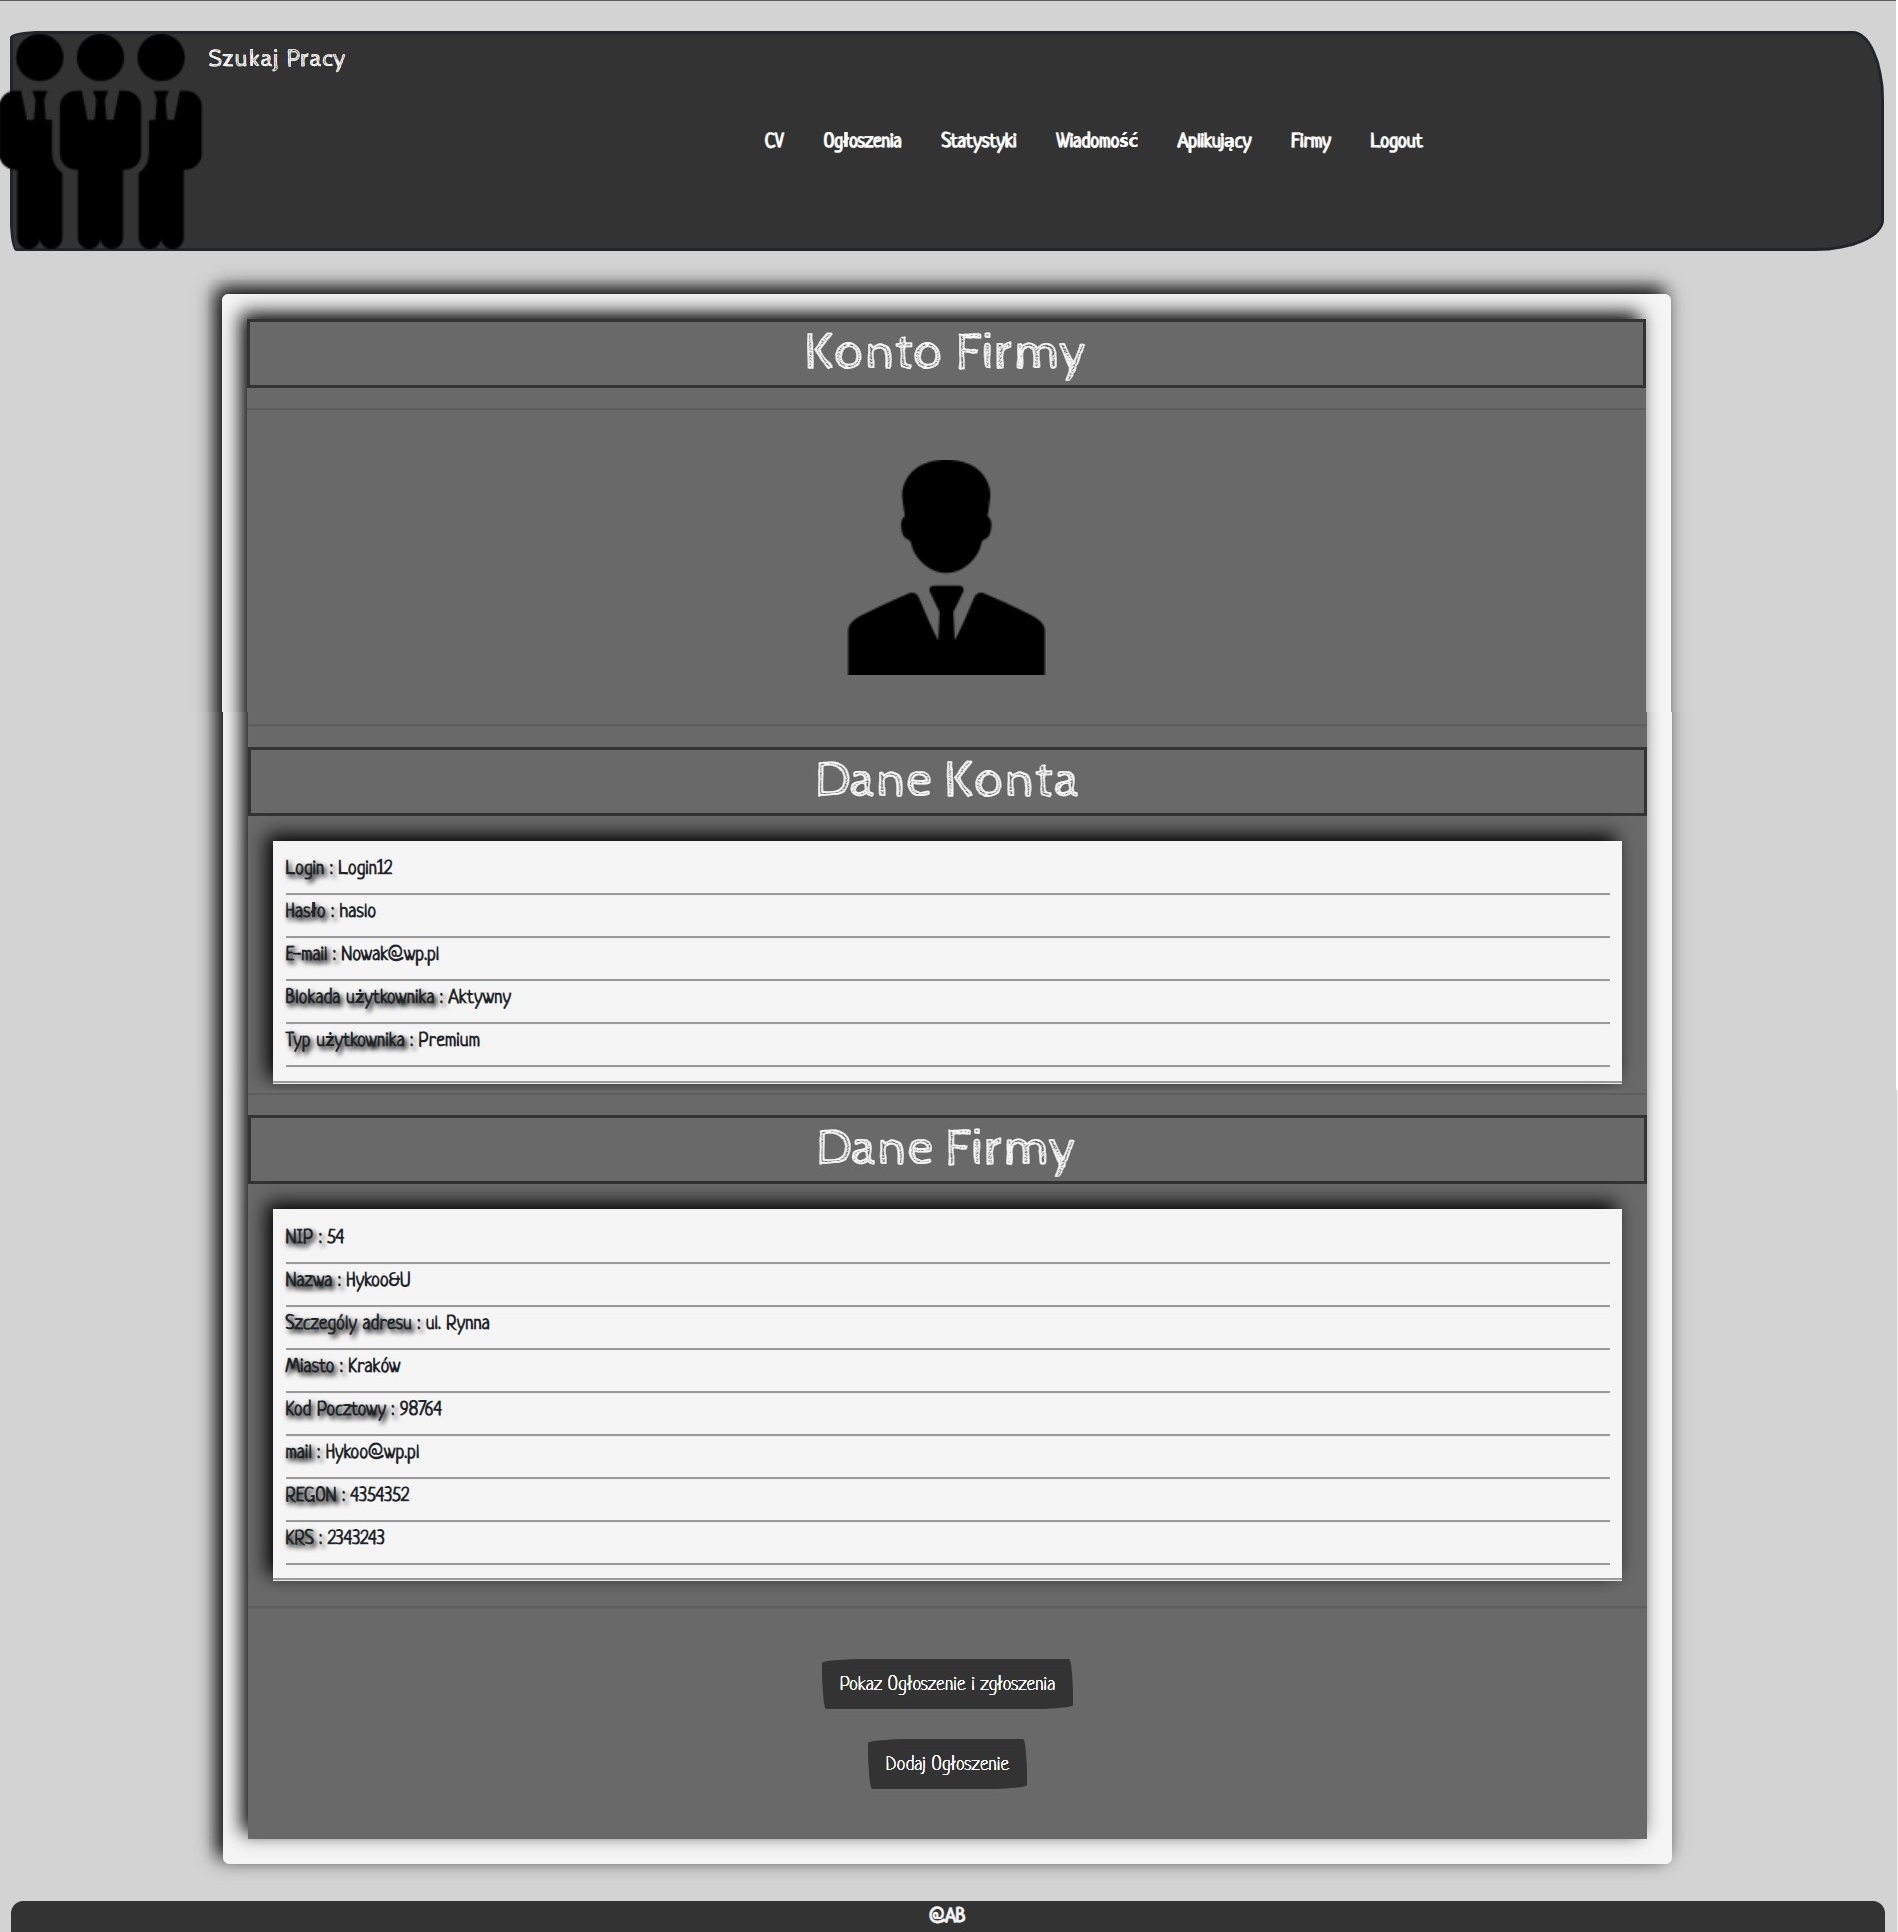 Szukaj Pracy
CV Ogłoszenia Statystyki Wiadomość Aplikujący Firmy Logout
Konto Firmy
Dane Konta
Login : Login12
Hasło : haslo
E-mail : Nowak@wp.pl
Blokada użytkownika : Aktywny
Typ użytkownika : Premium
Dane Firmy
NIP : 54
Nazwa : Hykoo&U
Szczególy adresu : ul. Rynna
Miasto : Kraków
Kod Pocztowy : 98764
mail : Hykoo@wp.pl
REGON : 4354352
KRS : 2343243
Pokaz Ogłoszenie i zgłoszenia
Dodaj Ogłoszenie
@AB